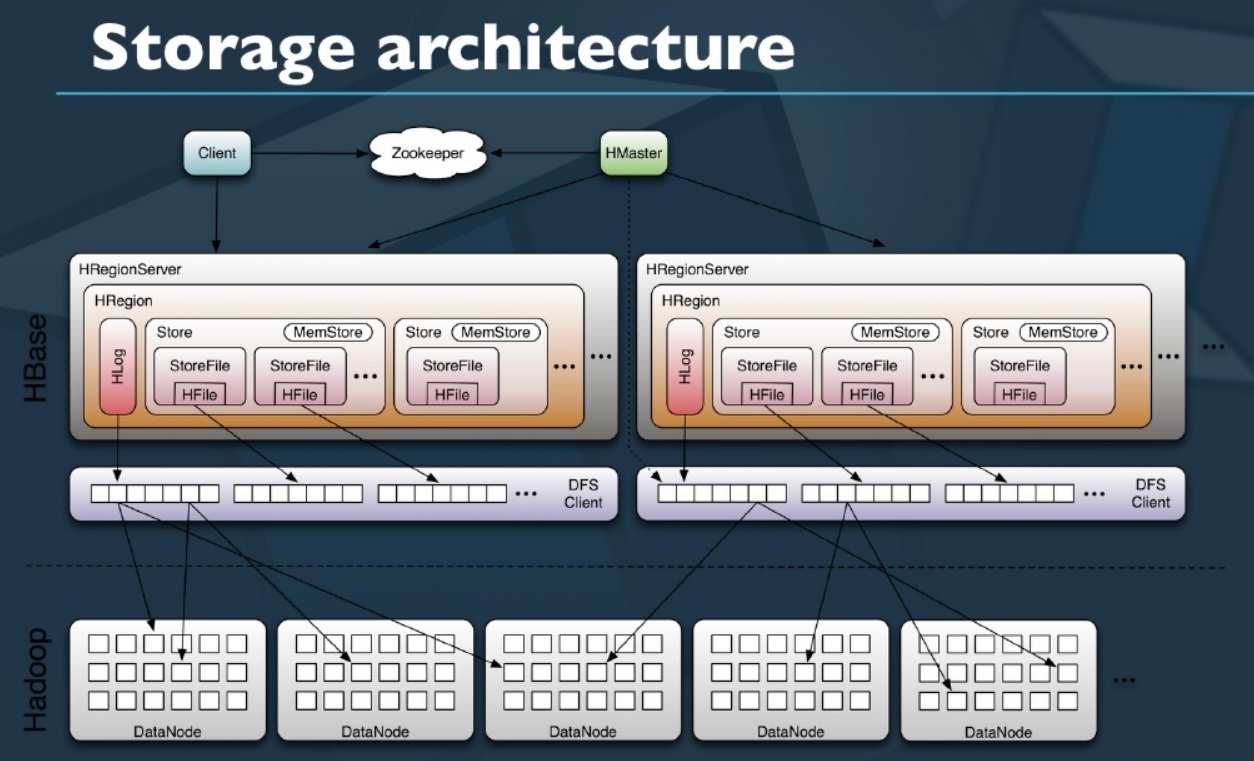 Storage architecture
Client
Zookeeper
HMaster
HBase
HRegionServer
HRegion
HLog
Store
MemStore
StoreFile
HFile
StoreFile
HFile
...
Store
MemStore
StoreFile
HFile
...
...
HRegionServer
HRegion
HLog
Store
MemStore
StoreFile
HFile
StoreFile
HFile
...
Store
MemStore
StoreFile
HFile
...
...
...
...
DFS
Client
...
DFS
Client
Hadoop
DataNode
DataNode
DataNode
DataNode
DataNode
...